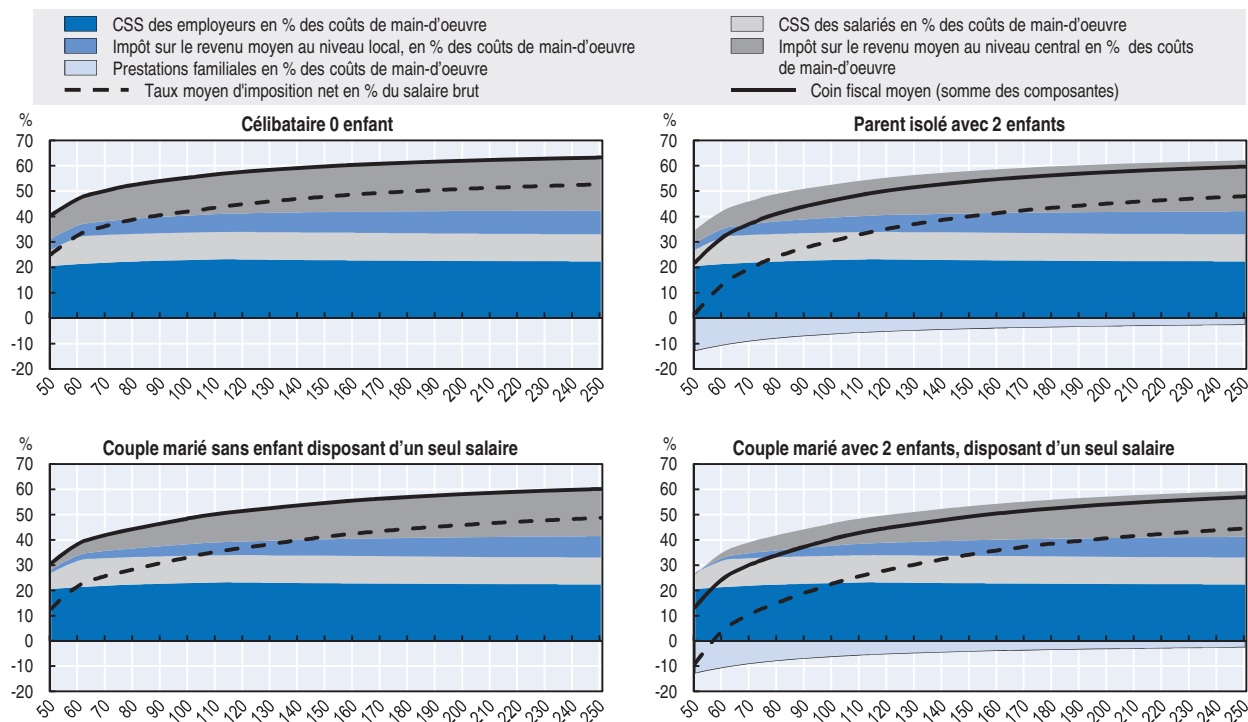 CSS des employeurs en % des coûts de main-d'oeuvre
CSS des salariés en % des coûts de main-d'oeuvre
Impôt sur le revenu moyen au niveau local, en % des coûts de main-d'oeuvre
Impôt sur le revenu moyen au niveau central en % des coûts
de main-d'oeuvre
Prestations familiales en % des coûts de main-d'oeuvre
Taux moyen d'imposition net en % du salaire brut
Coin fiscal moyen (somme des composantes)
%
Célibataire 0 enfant
70
60
50
40
30
20
10
0
-10
-20
50 60 70 80 90 100 110 120 130 140 150 160 170 180 190 200 210 220 230 240 250
%
Parent isolé avec 2 enfants
70
60
50
40
30
20
10
0
-10
-20
50 60 70 80 90 100 110 120 130 140 150 160 170 180 190 200 210 220 230 240 250
%
Couple marié sans enfant disposant d'un seul salaire
70
60
50
40
30
20
10
0
-10
-20
50 60 70 80 90 100 110 120 130 140 150 160 170 180 190 200 210 220 230 240 250
%
Couple marié avec 2 enfants, disposant d'un seul salaire
70
60
50
40
30
20
10
0
-10
-20
50 60 70 80 90 100 110 120 130 140 150 160 170 180 190 200 210 220 230 240 250